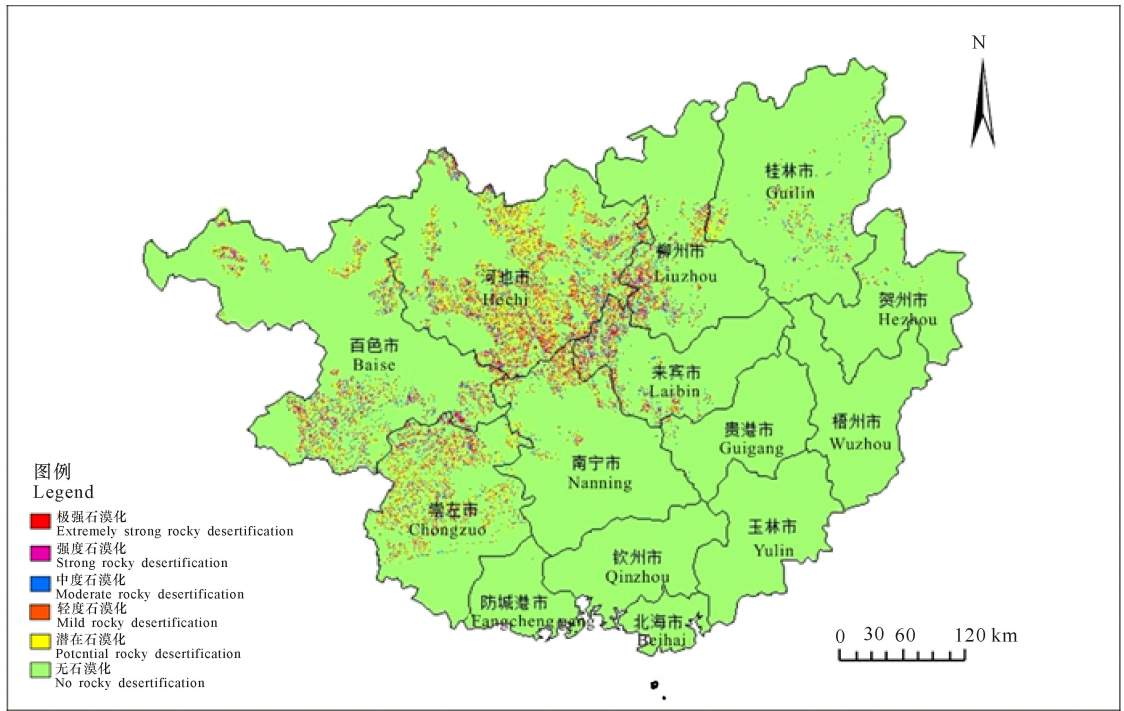 N
桂林市
Guilin
柳州市
Liuzhou
河池市
Hechi
贺州市
Hezhou
百色市
Baise
来宾市
Laibin
贵港市
Guigang
梧州市
Wuzhou
南宁市
Nanning
崇左市
Chongzuo
玉林市
Yulin
钦州市
Qinzhou
防城港市
Fangchenggang
北海市
Beihai
图例
Legend
极强石漠化
Extremely strong rocky desertification
强度石漠化
Strong rocky desertification
中度石漠化
Moderate rocky desertification
轻度石漠化
Mild rocky desertification
潜在石漠化
Potcntial rocky desertification
无石漠化
No rocky desertification
0 30 60 120 km